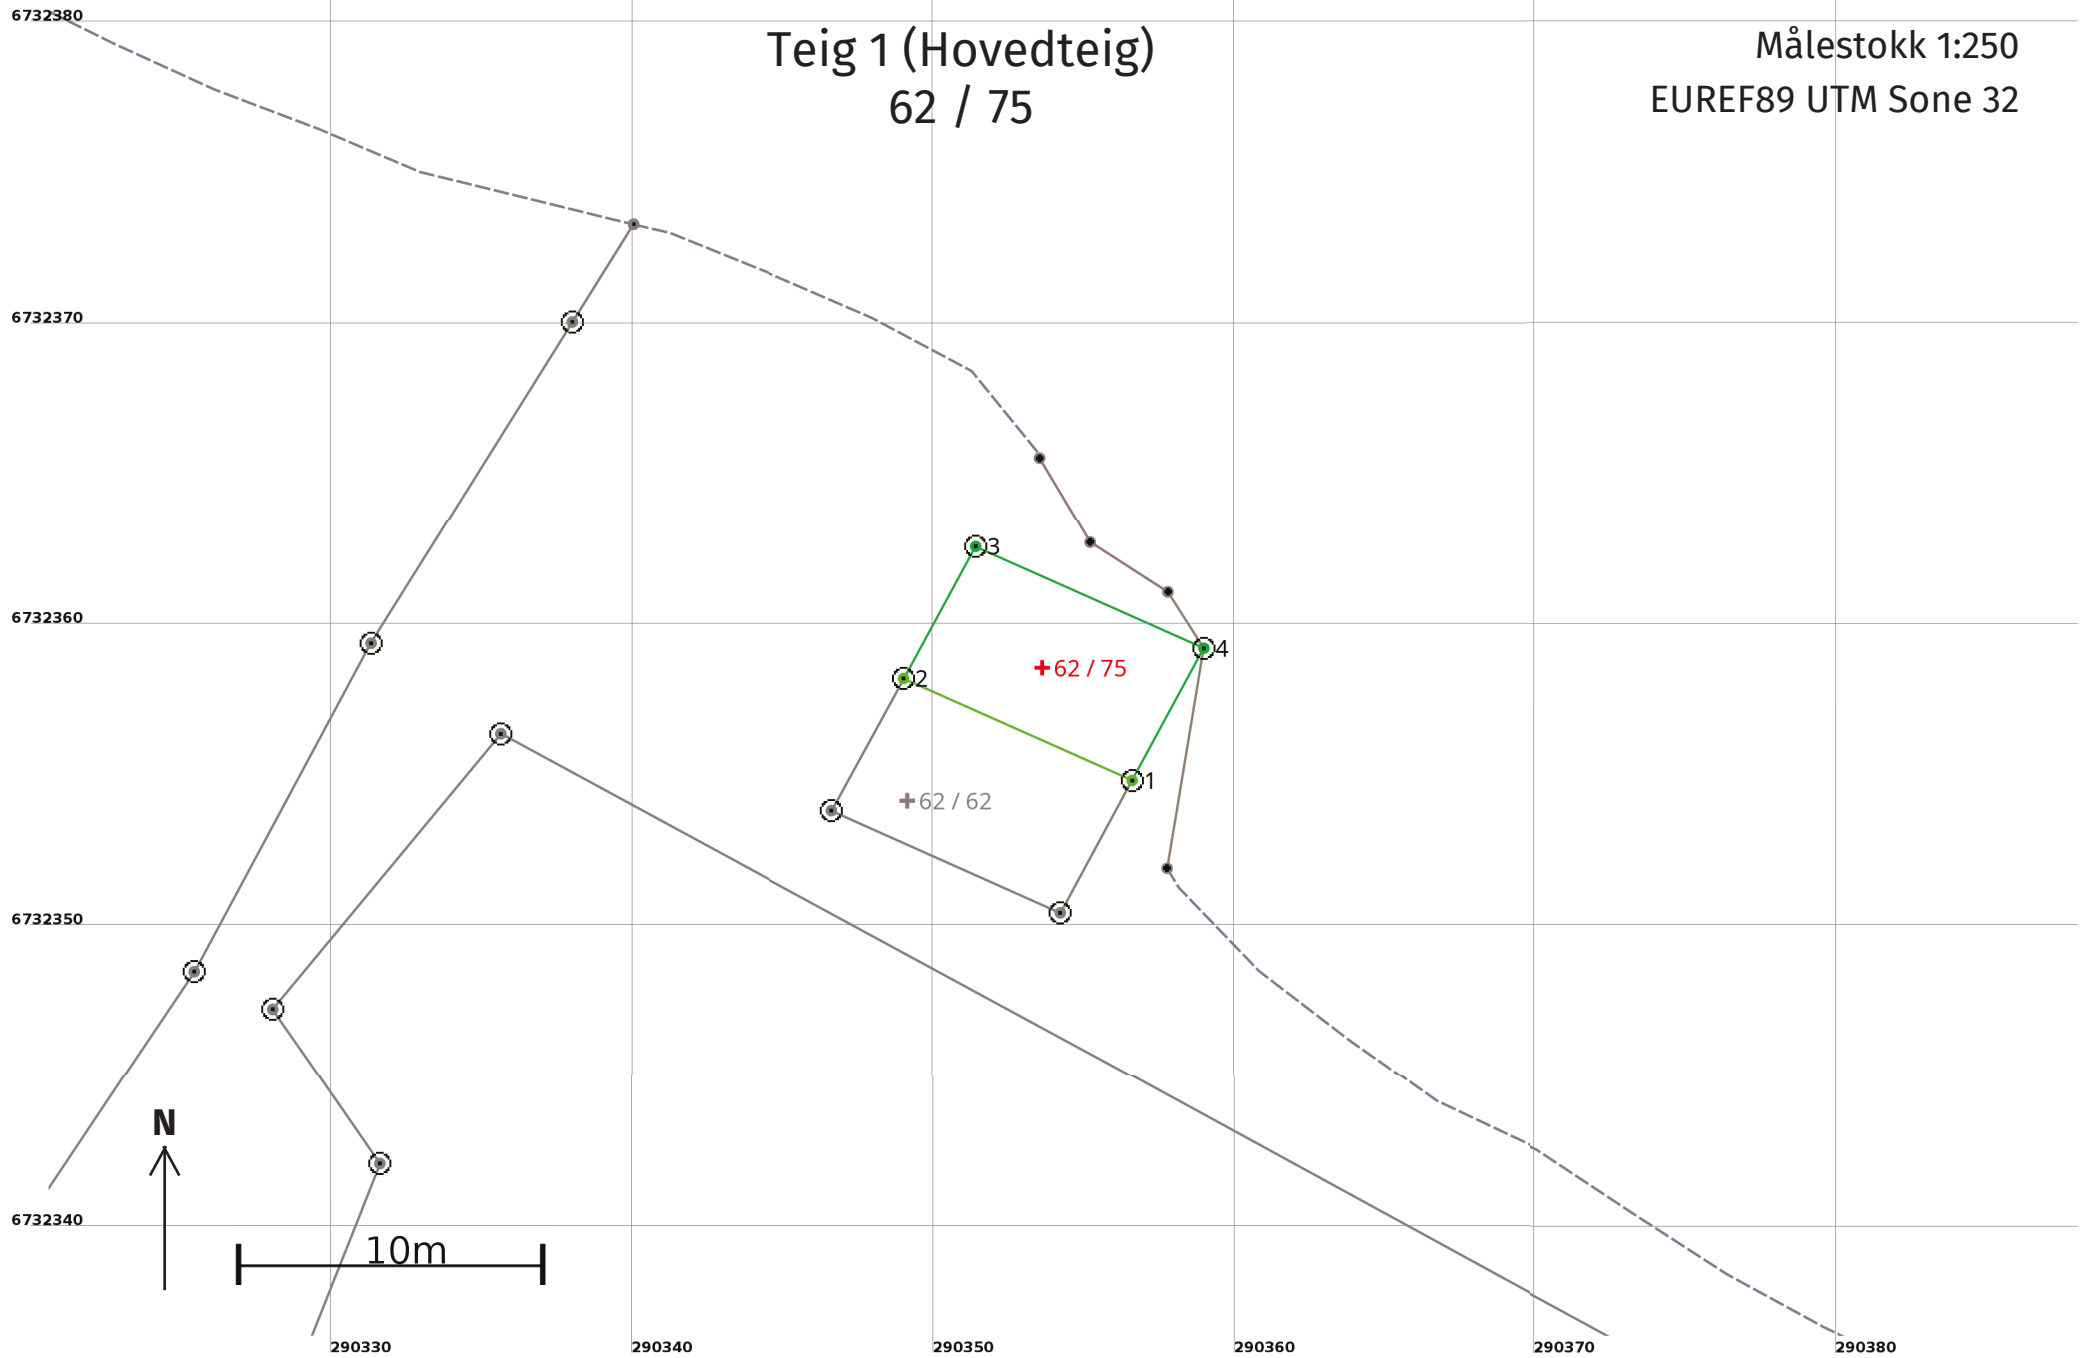 6732380
Teig 1 (Hovedteig)
62 / 75
Målestokk 1:250
EUREF89 UTM Sone 32
6732370
3
6732360
4
62 / 75
2
1
62 / 62
6732350
N
6732340
10m
290330
290340
290350
290360
290370
290380